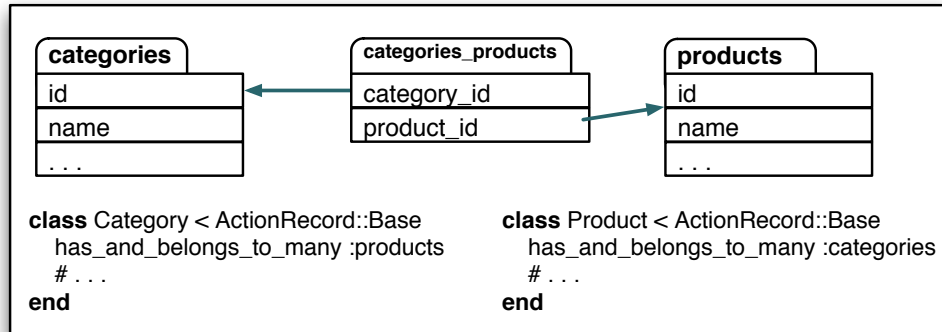 categories
id
name
. . .
categories_products
category_id
product_id
products
id
name
. . .
class Category < ActionRecord::Base
has_and_belongs_to_many :products
# . . .
end
class Product < ActionRecord::Base
has_and_belongs_to_many :categories
# . . .
end